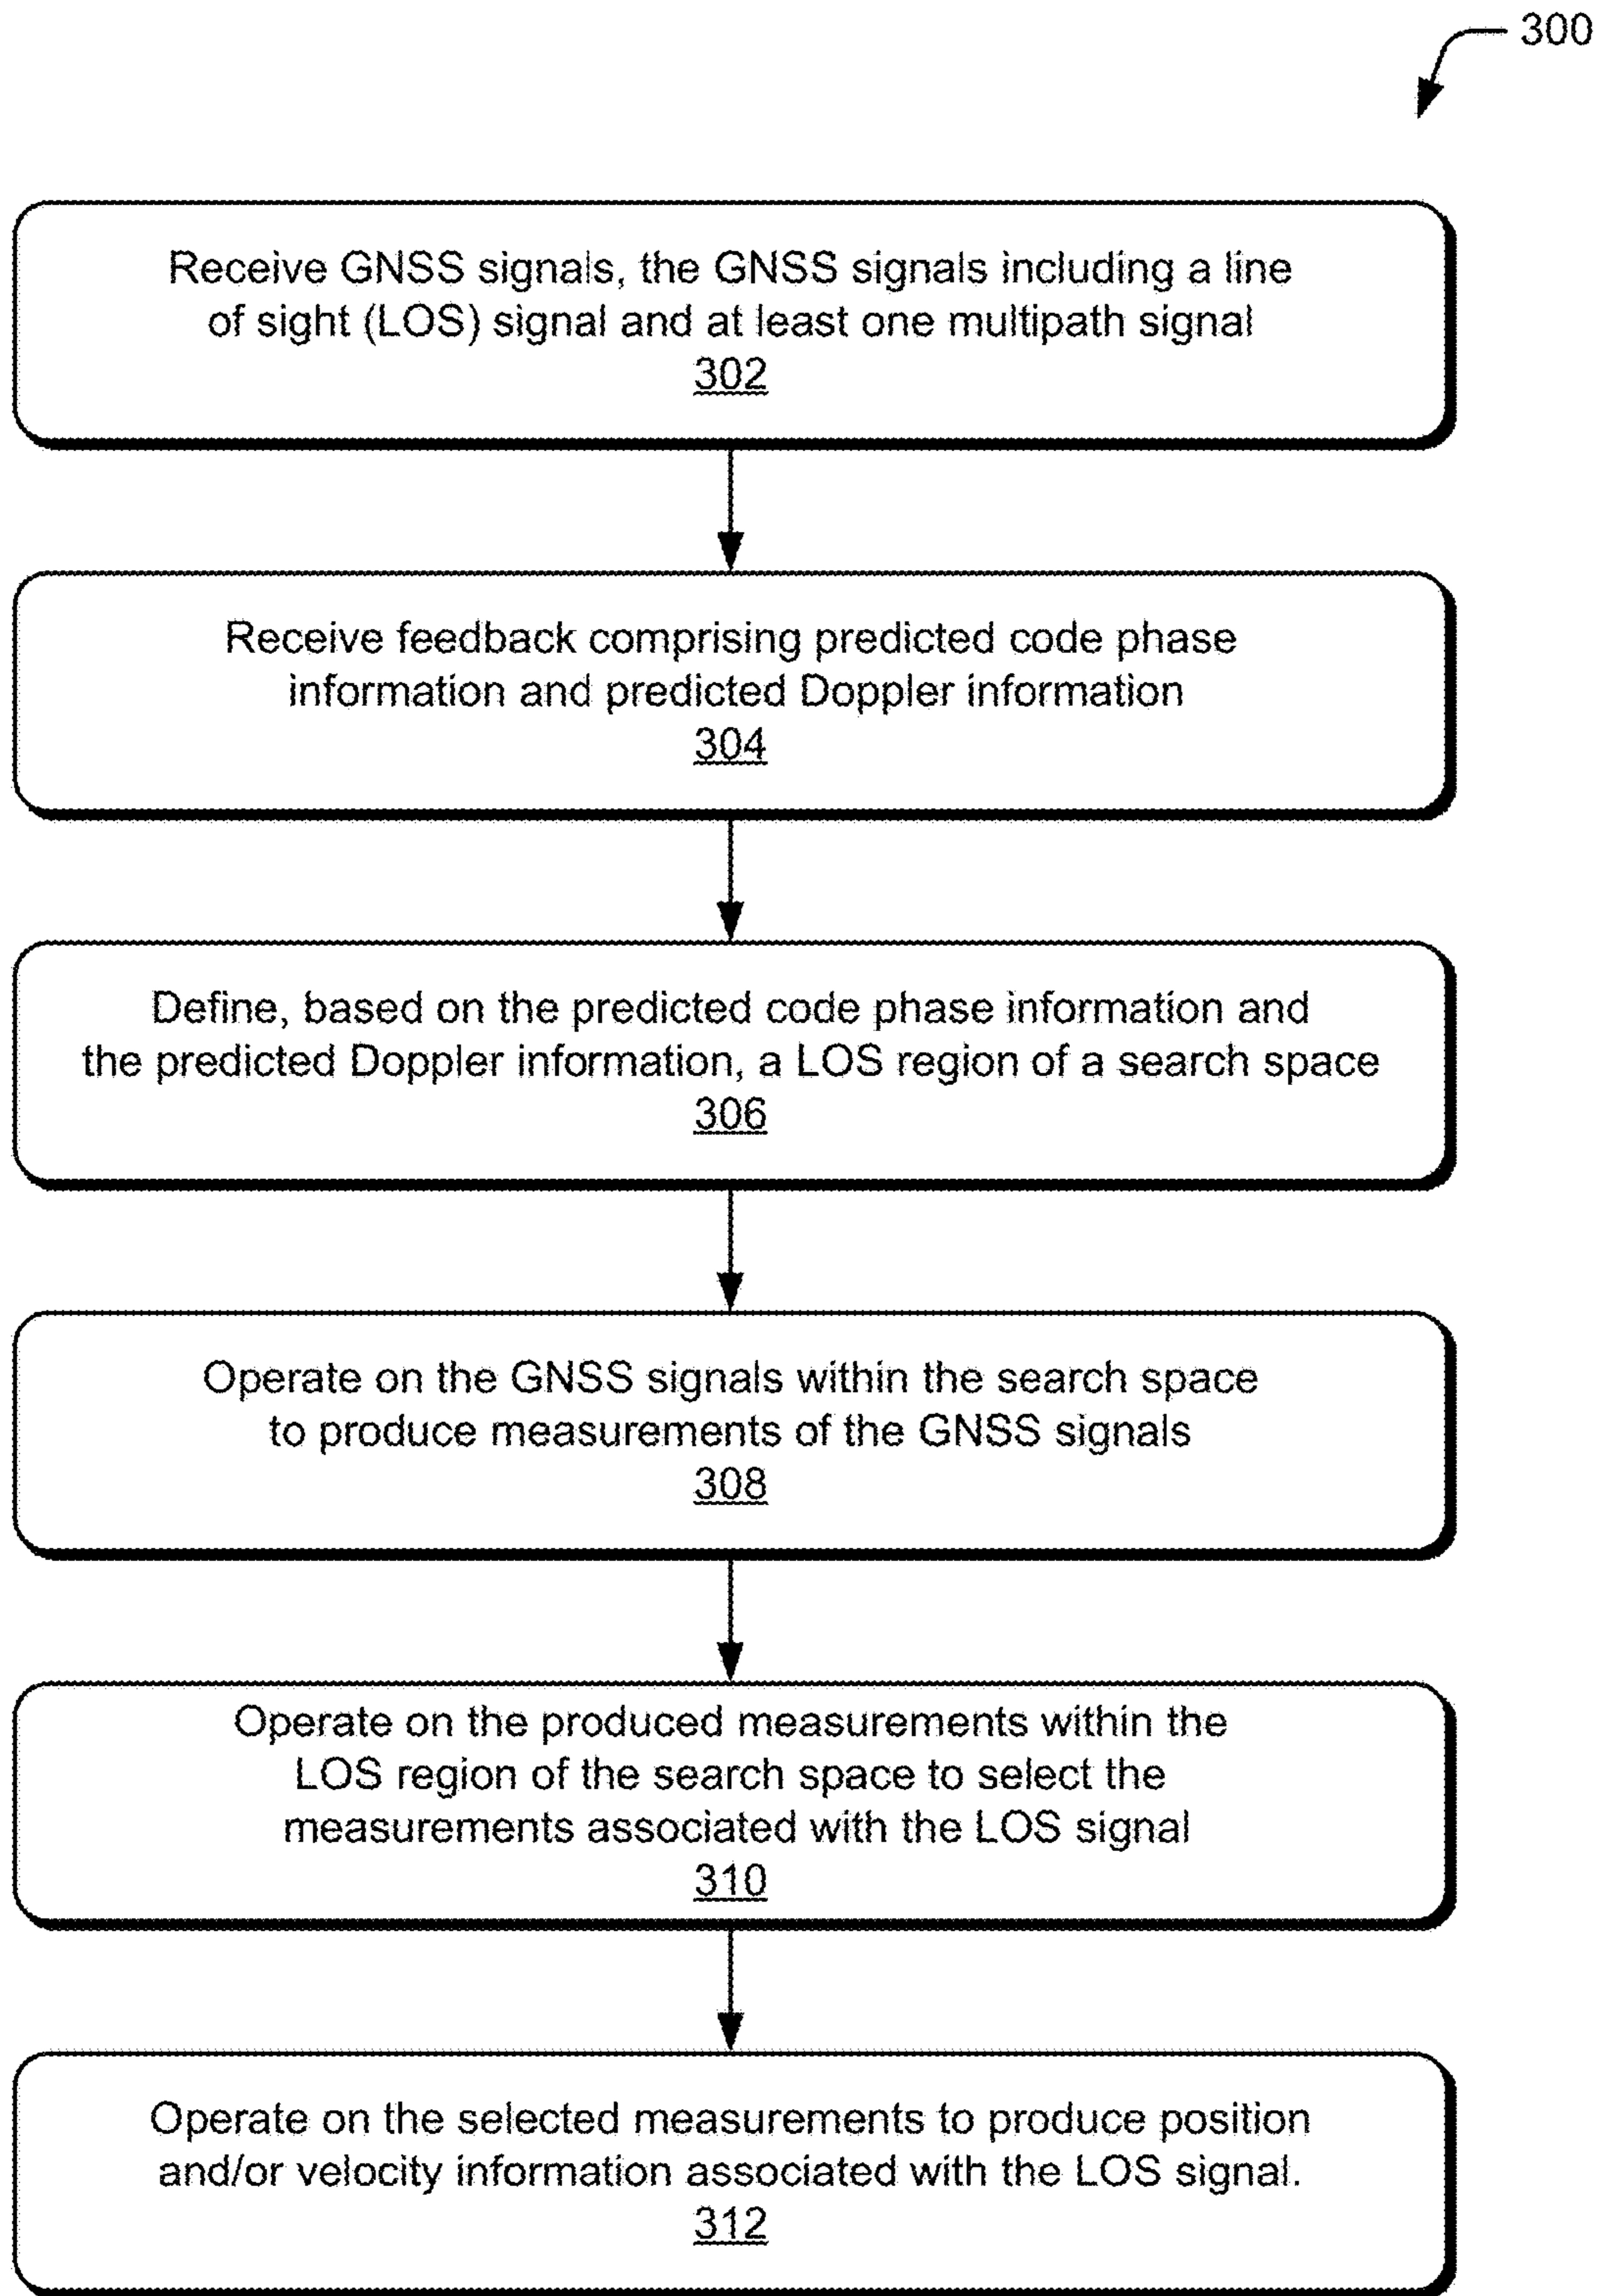 300
Receive GNSS signals, the GNSS signals including a line
of sight (LOS) signal and at least one multipath signal
302
Receive feedback comprising predicted code phase
information and predicted Doppler information
304
Define, based on the predicted code phase information and
the predicted Doppler information, a LOS region of a search space
306
Operate on the GNSS signals within the search space
to produce measurements of the GNSS signals
308
Operate on the produced measurements within the
LOS region of the search space to select the
measurements associated with the LOS signal
310
Operate on the selected measurements to produce position
and/or velocity information associated with the LOS signal.
312